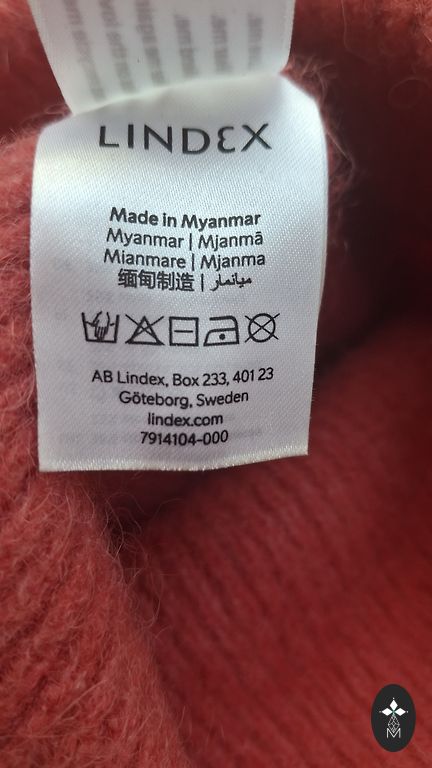 LINDEX
Made in Myanmar
Myanmar | Mjanmā
Mianmare | Mjanma
缅甸制造 | ميانمار
AB Lindex, Box 233, 401 23
Göteborg, Sweden
lindex.com
7914104-000
M